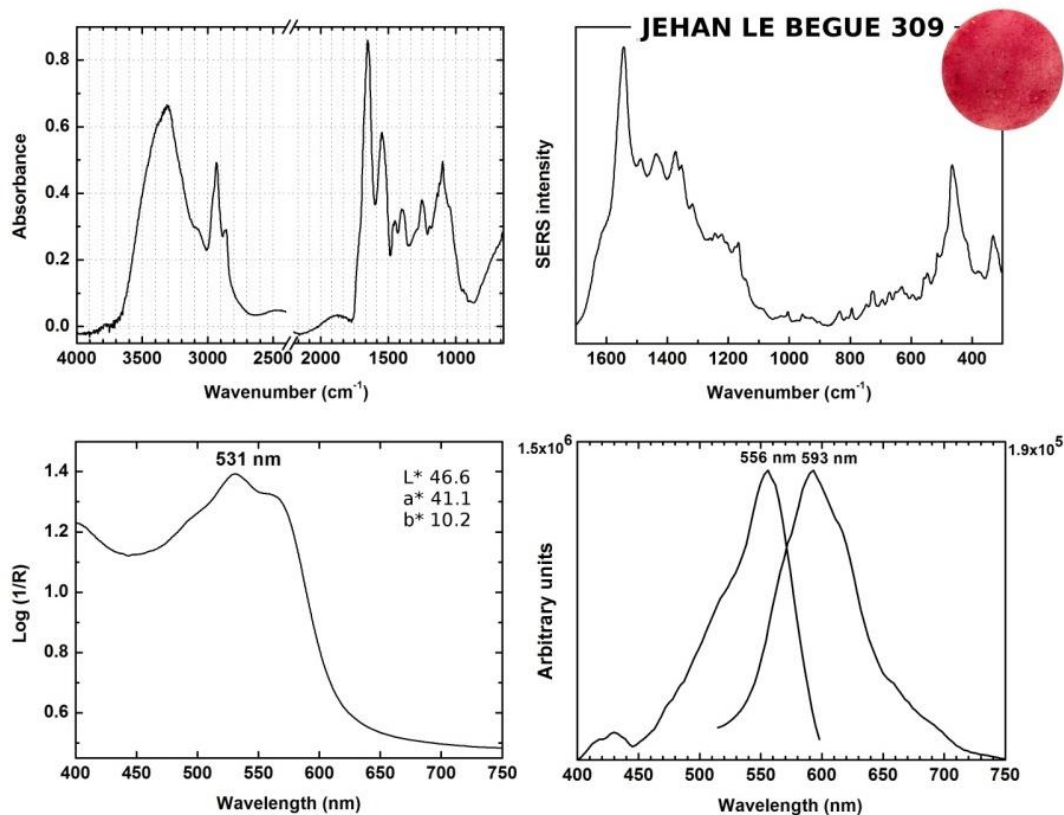 JEHAN LE BEGUE 309
0.8
0.6
0.4
0.2
0.0
Absorbance
4000 3500 3000 2500 2000 1500 1000
Wavenumber (cm⁻¹)
SERS intensity
1600 1400 1200 1000 800 600 400
Wavenumber (cm⁻¹)
531 nm
L* 46.6
a* 41.1
b* 10.2
1.4
1.2
1.0
0.8
0.6
Log (1/R)
400 450 500 550 600 650 700 750
Wavelength (nm)
1.5x10⁶
556 nm 593 nm
1.9x10⁵
Arbitrary units
400 450 500 550 600 650 700 750
Wavelength (nm)